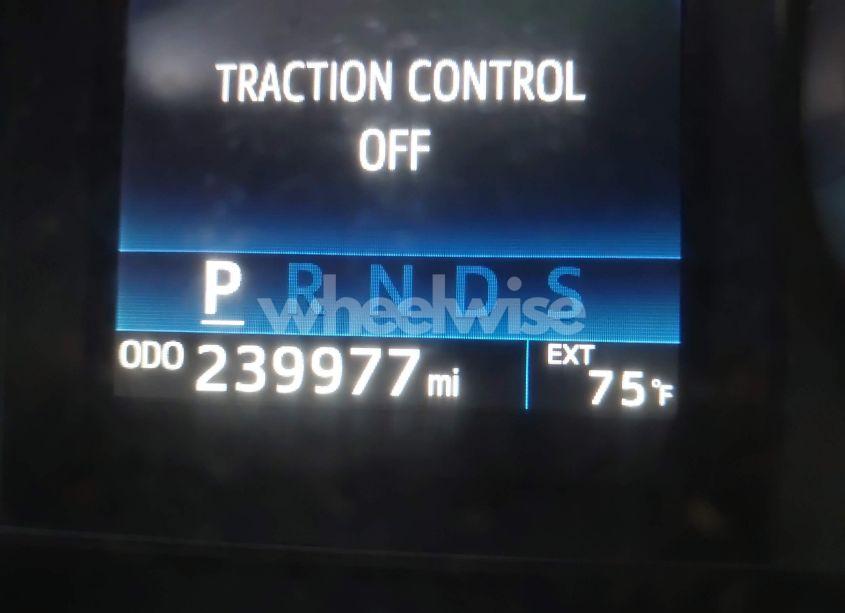 TRACTION CONTROL
OFF
P R N D S
wheelwise
ODO 239977 mi EXT 75°F